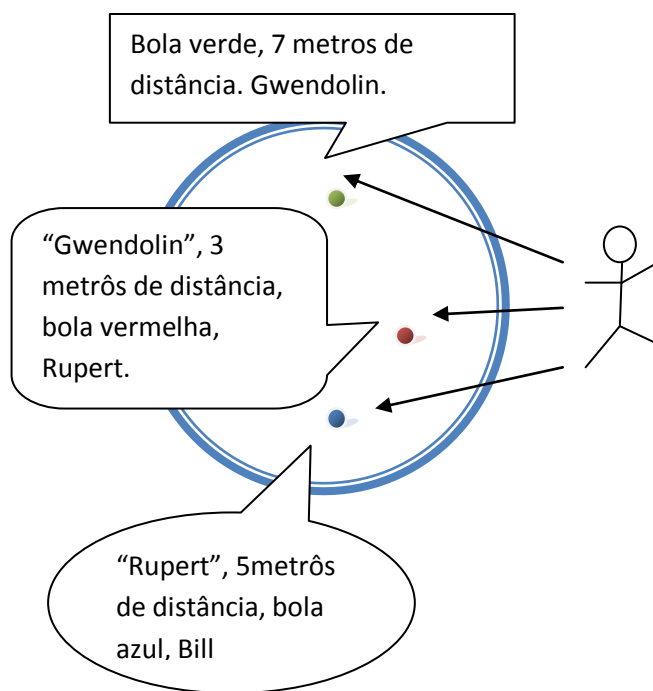 Bola verde, 7 metros de
distância. Gwendolin.
“Gwendolin”, 3
metrôs de distância,
bola vermelha,
Rupert.
“Rupert”, 5metrôs
de distância, bola
azul, Bill